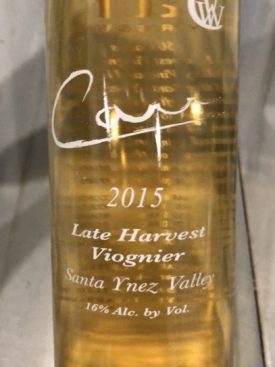 2015
Late Harvest
Viognier
Santa Ynez Valley
16% Alc. by Vol.